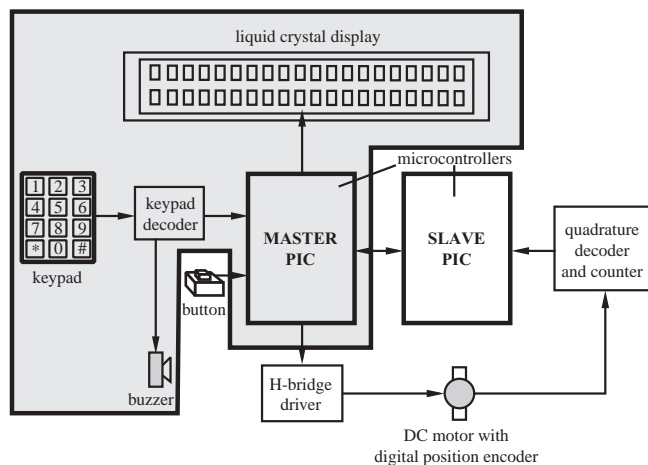 liquid crystal display
microcontrollers
1 2 3
4 5 6
7 8 9
* 0 #
keypad
keypad
decoder
MASTER
PIC
SLAVE
PIC
quadrature
decoder
and counter
button
buzzer
H-bridge
driver
DC motor with
digital position encoder